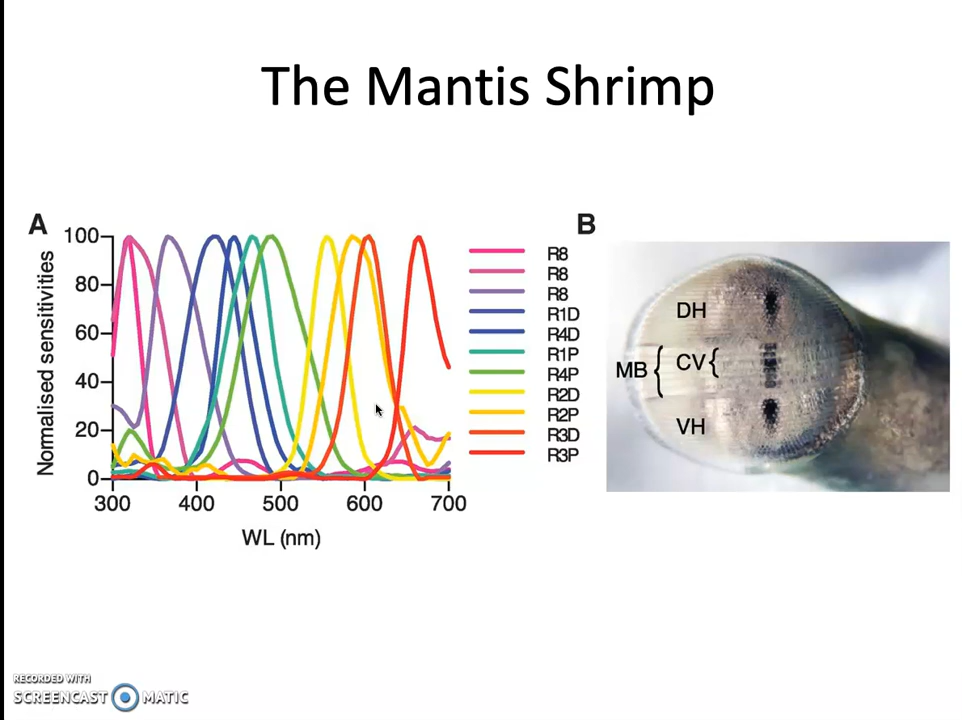 The Mantis Shrimp
A
Normalised sensitivities
100
80
60
40
20
0
300 400 500 600 700
WL (nm)
R8
R8
R8
R1D
R4D
R1P
R4P
R2D
R2P
R3D
R3P
B
DH
MB { CV {
VH
RECORDED WITH
SCREENCAST MATIC